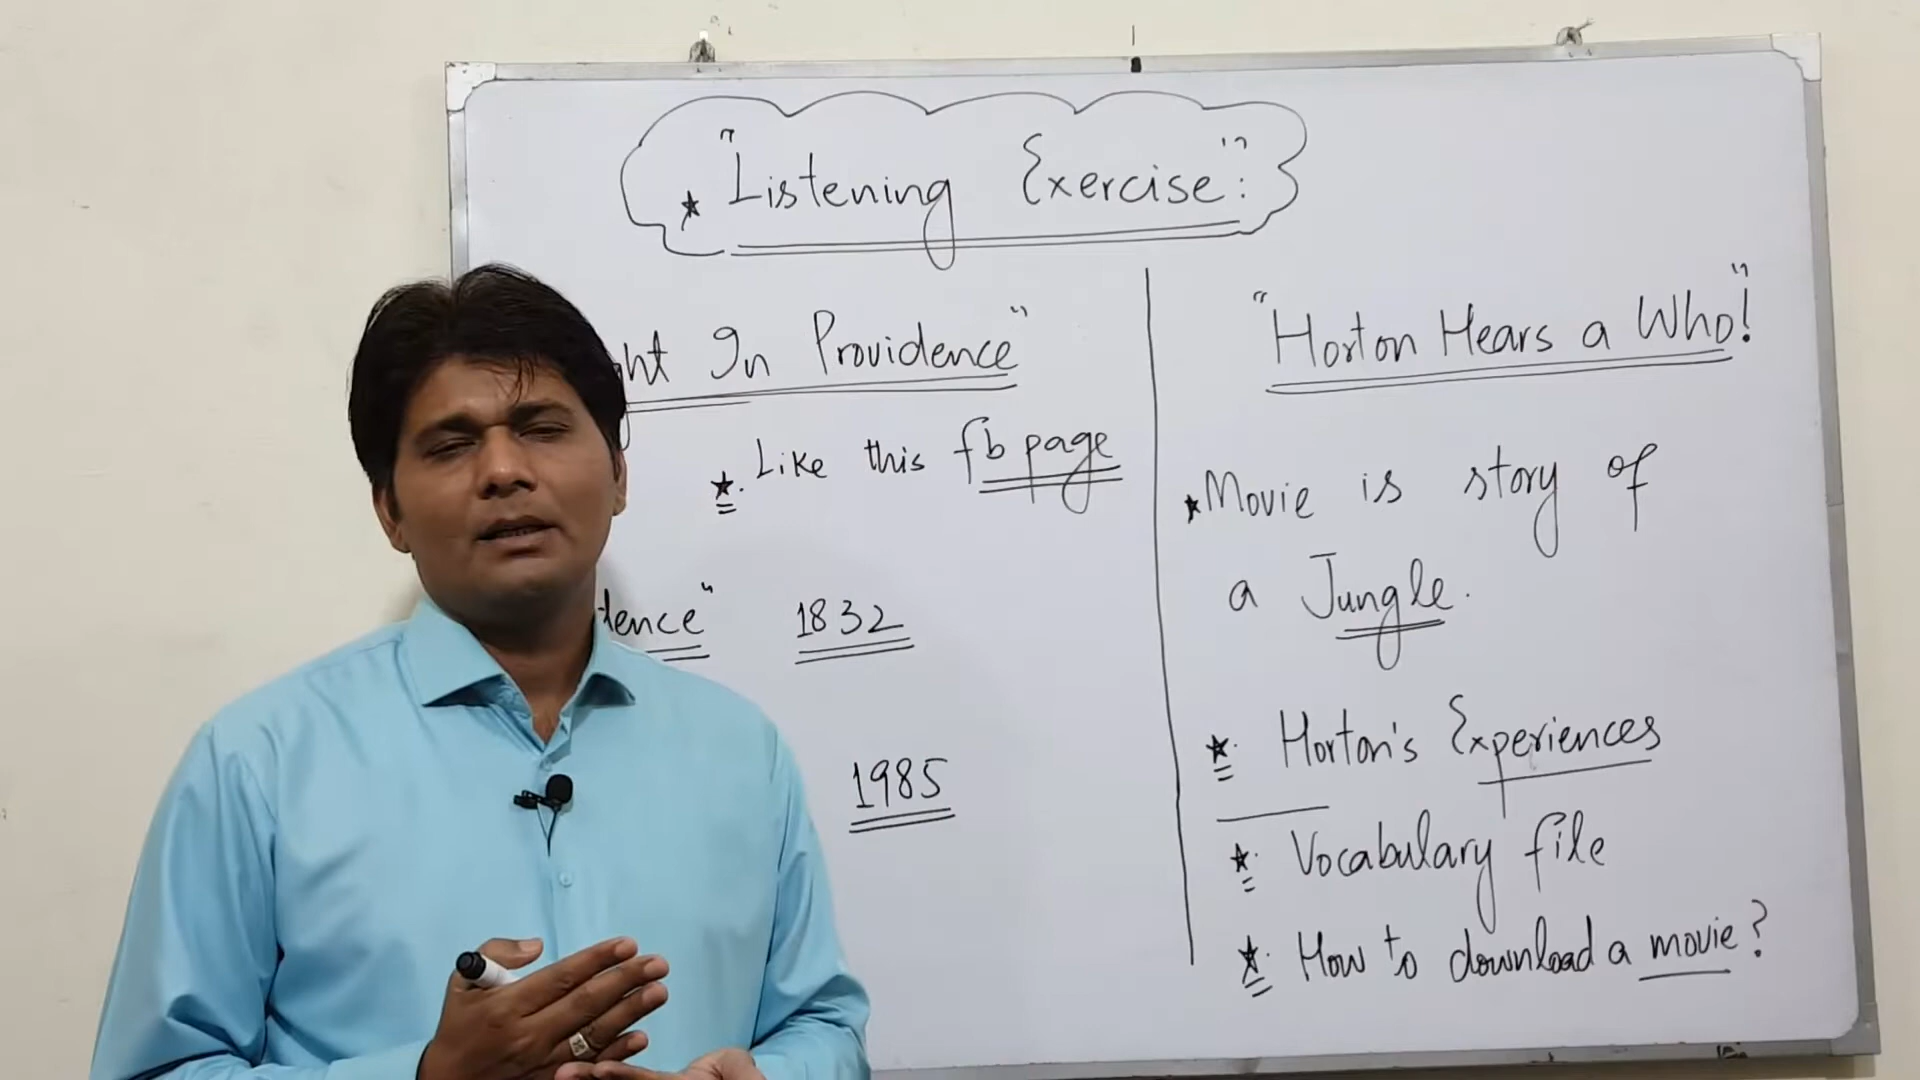 ★ "Listening Exercise":
ght In Providence"
★. Like this fb page
dence" 1832
1985
"Horton Hears a Who"!
★ Movie is story of
a Jungle.
★. Horton's Experiences
★. Vocabulary file
★. How to download a movie?